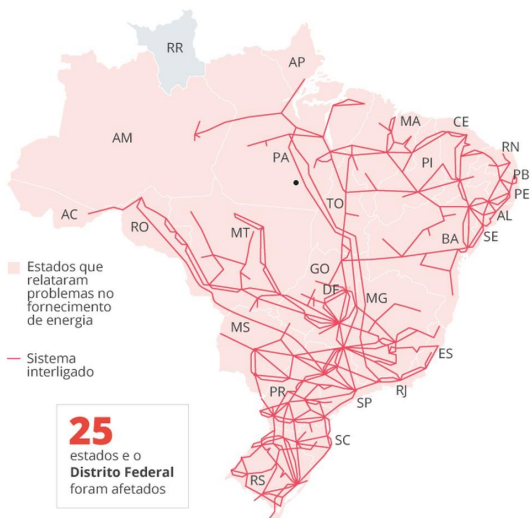 RR
AP
AM
PA
MA
CE
RN
PB
PE
PI
AL
SE
TO
BA
AC
RO
MT
GO
DF
MG
MS
ES
RJ
SP
PR
SC
RS
Estados que
relataram
problemas no
fornecimento
de energia
Sistema
interligado
25
estados e o
Distrito Federal
foram afetados